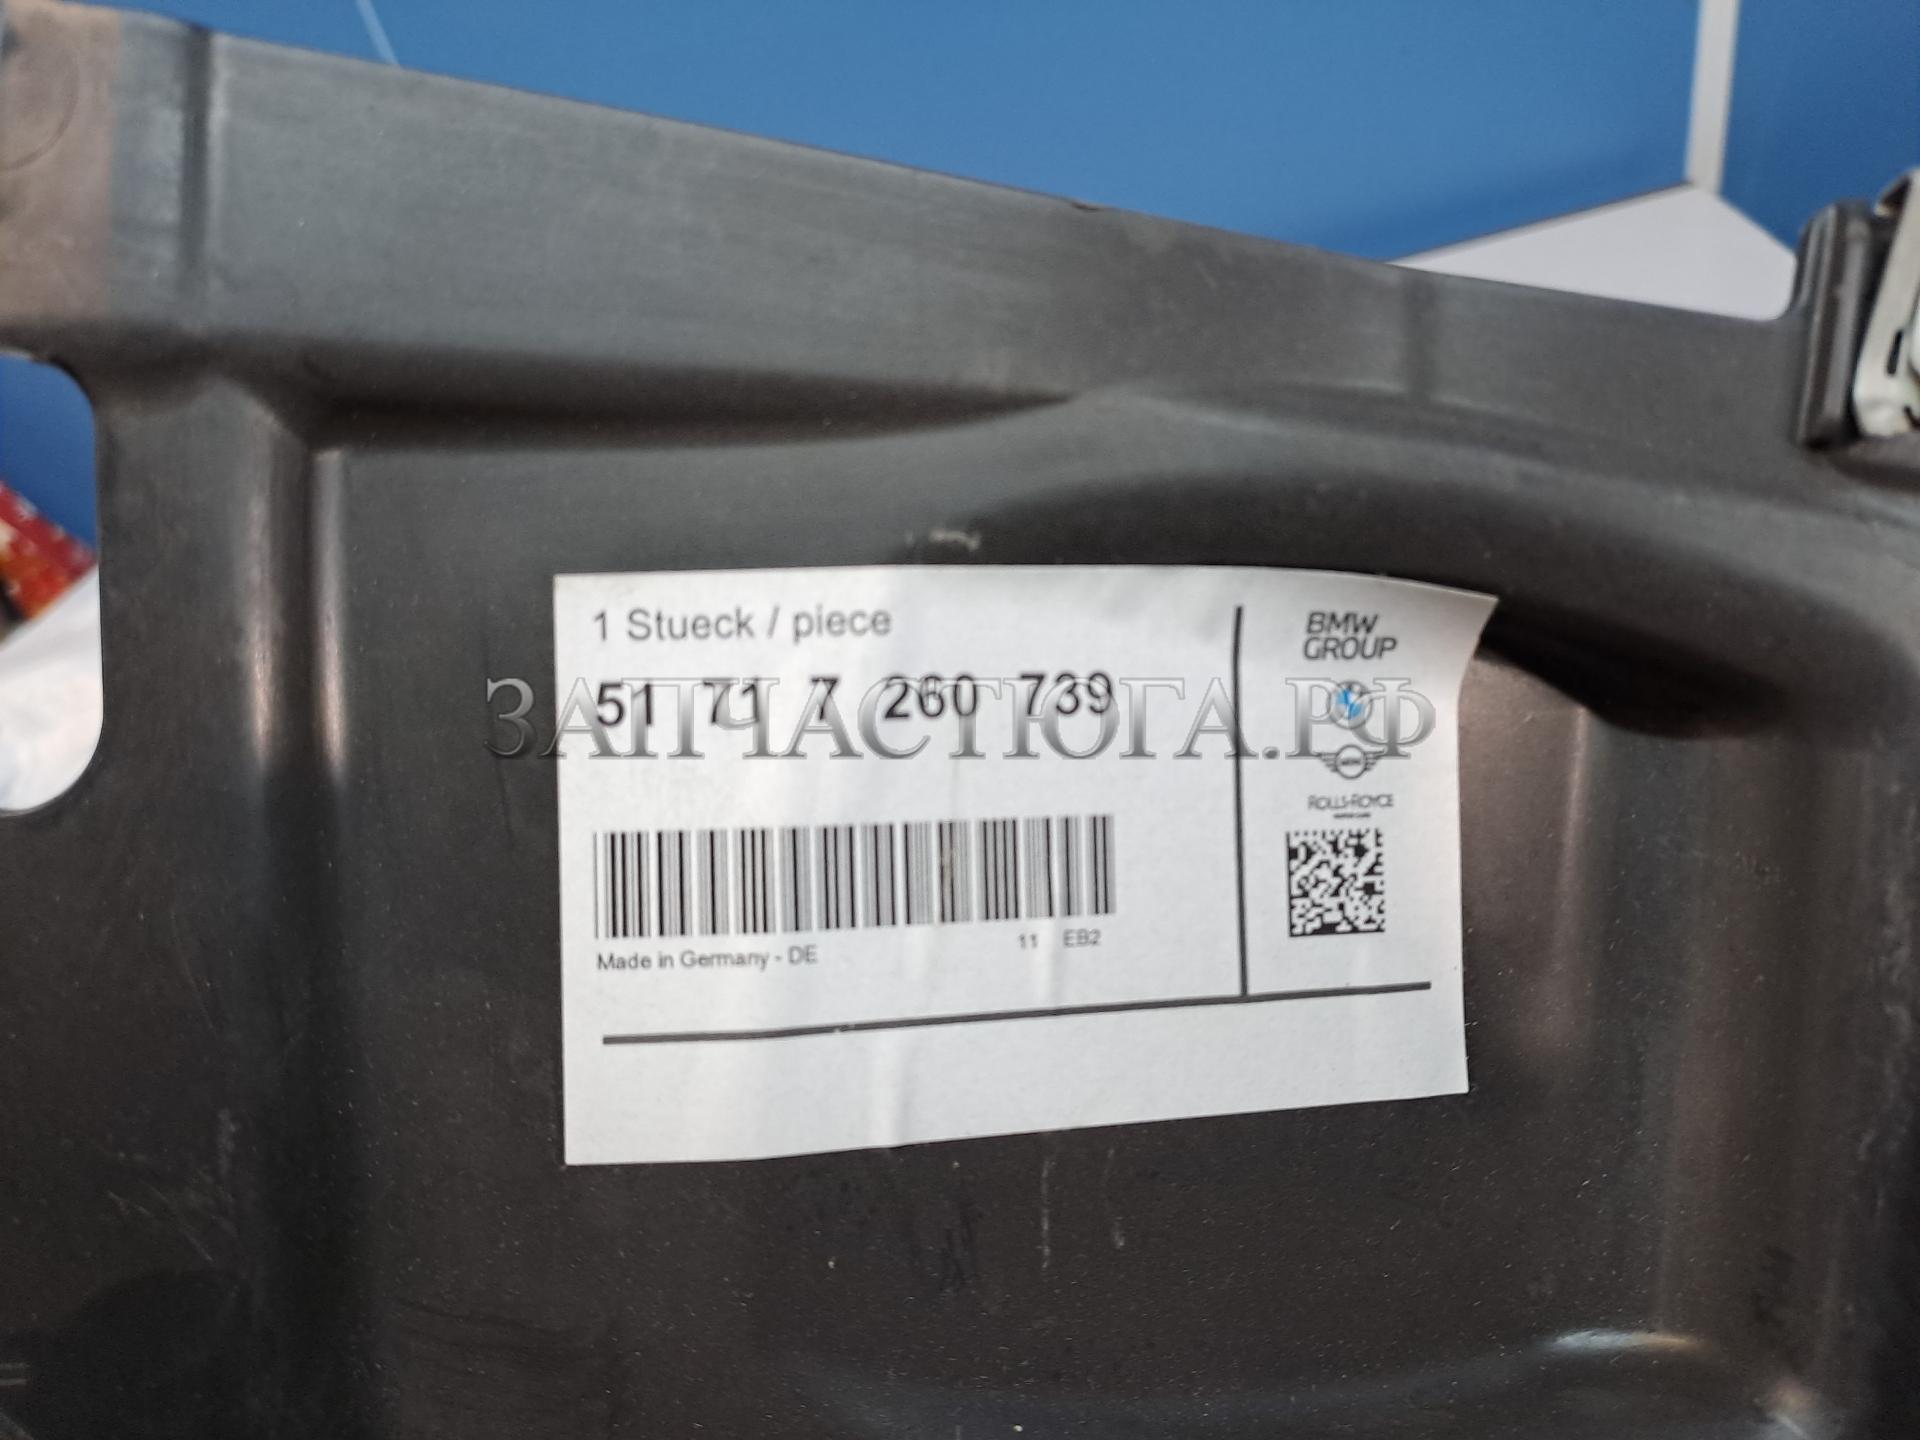 1 Stueck / piece
51 71 7 260 739
ЗАПЧАСТЮГА.РФ
Made in Germany - DE
11 EB2
BMW
GROUP
MINI
ROLLS-ROYCE